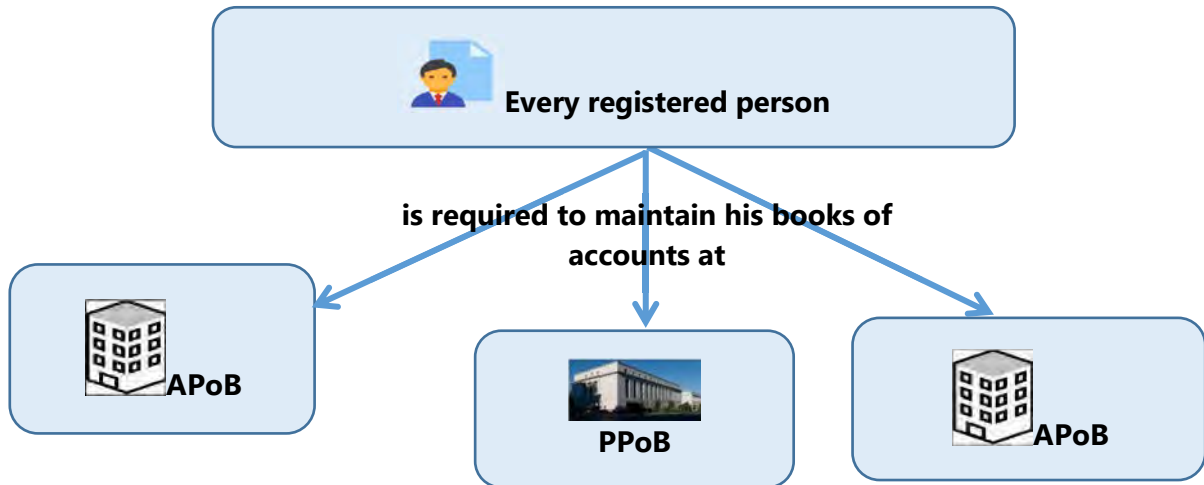 Every registered person
is required to maintain his books of
accounts at
APoB
PPoB
APoB